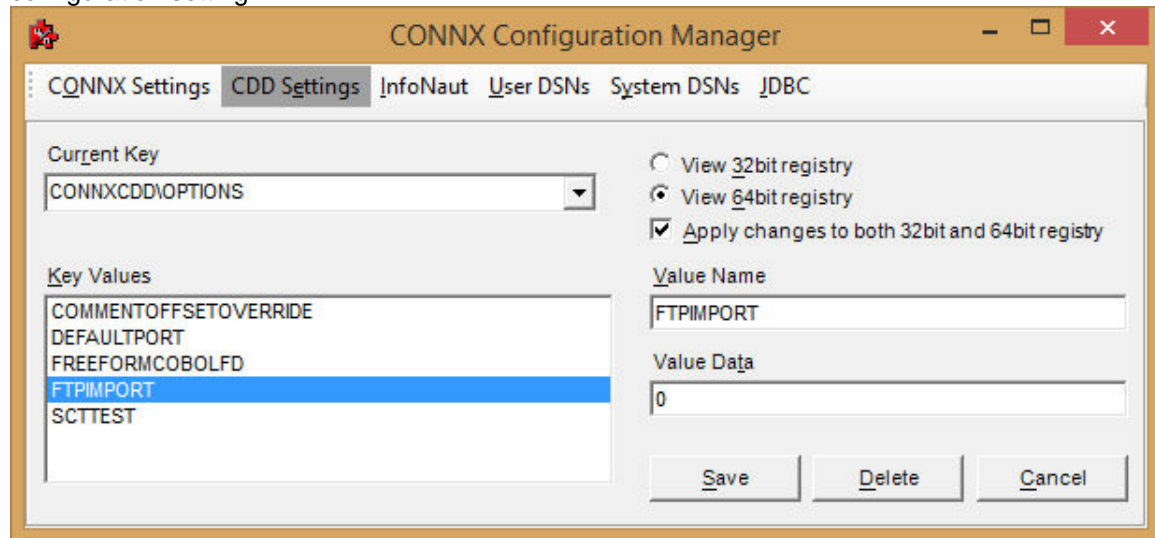 CONNX Configuration Manager
CONNX Settings CDD Settings InfoNaut User DSNs System DSNs JDBC
Current Key
CONNXCDD\OPTIONS
View 32bit registry
View 64bit registry
Apply changes to both 32bit and 64bit registry
Key Values
COMMENTOFFSETOVERRIDE
DEFAULTPORT
FREEFORMCOBOLFD
FTPIMPORT
SCTTEST
Value Name
FTPIMPORT
Value Data
0
Save Delete Cancel